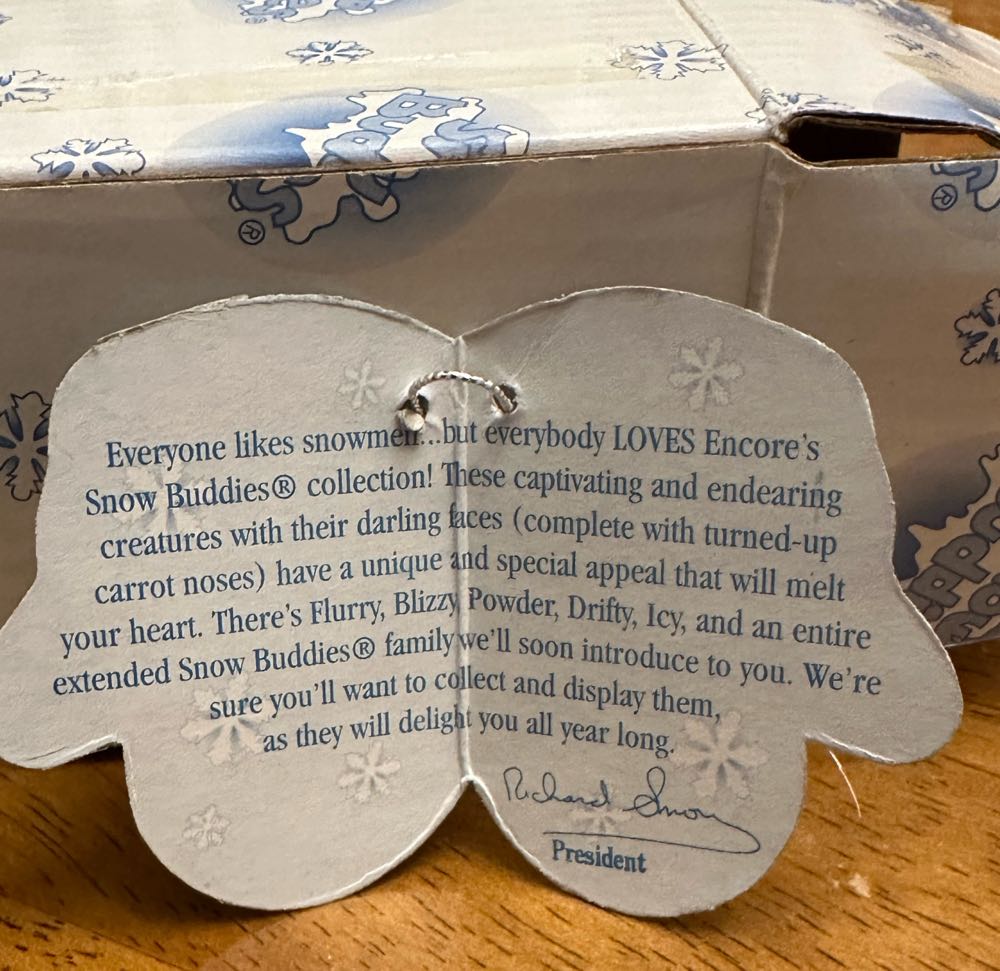 Everyone likes snowmen...but everybody LOVES Encore's
Snow Buddies® collection! These captivating and endearing
creatures with their darling faces (complete with turned-up
carrot noses) have a unique and special appeal that will melt
your heart. There's Flurry, Blizzy, Powder, Drifty, Icy, and an entire
extended Snow Buddies® family we'll soon introduce to you. We're
sure you'll want to collect and display them,
as they will delight you all year long.
Richard
President